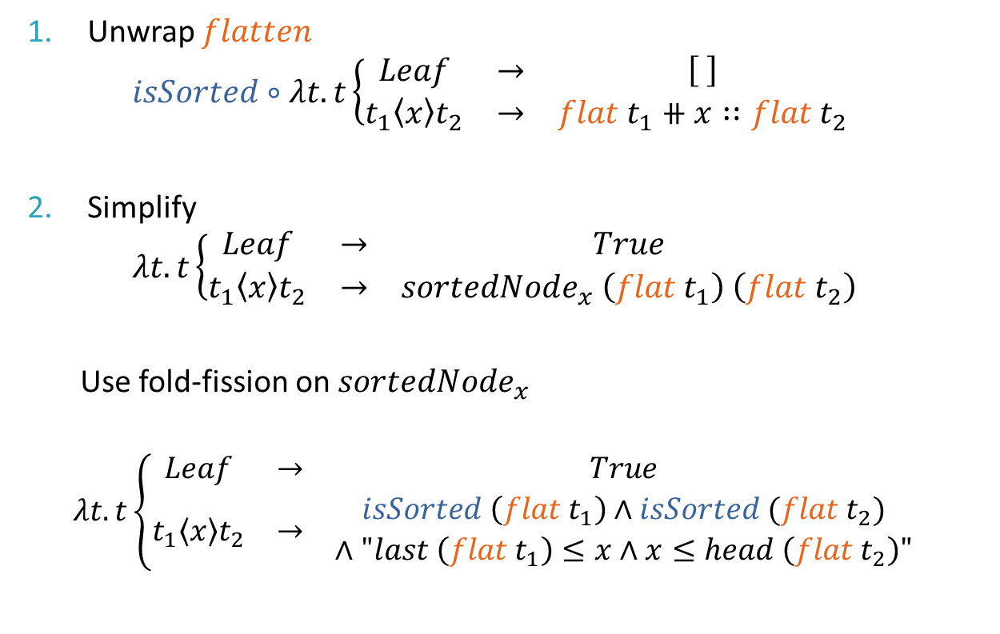 1. Unwrap flatten
isSorted ∘ λt. t { Leaf → [ ]
t₁⟨x⟩t₂ → flat t₁ ⧺ x ∷ flat t₂
2. Simplify
λt. t { Leaf → True
t₁⟨x⟩t₂ → sortedNodeₓ (flat t₁) (flat t₂)
Use fold-fission on sortedNodeₓ
λt. t { Leaf → True
t₁⟨x⟩t₂ → isSorted (flat t₁) ∧ isSorted (flat t₂)
∧ "last (flat t₁) ≤ x ∧ x ≤ head (flat t₂)"